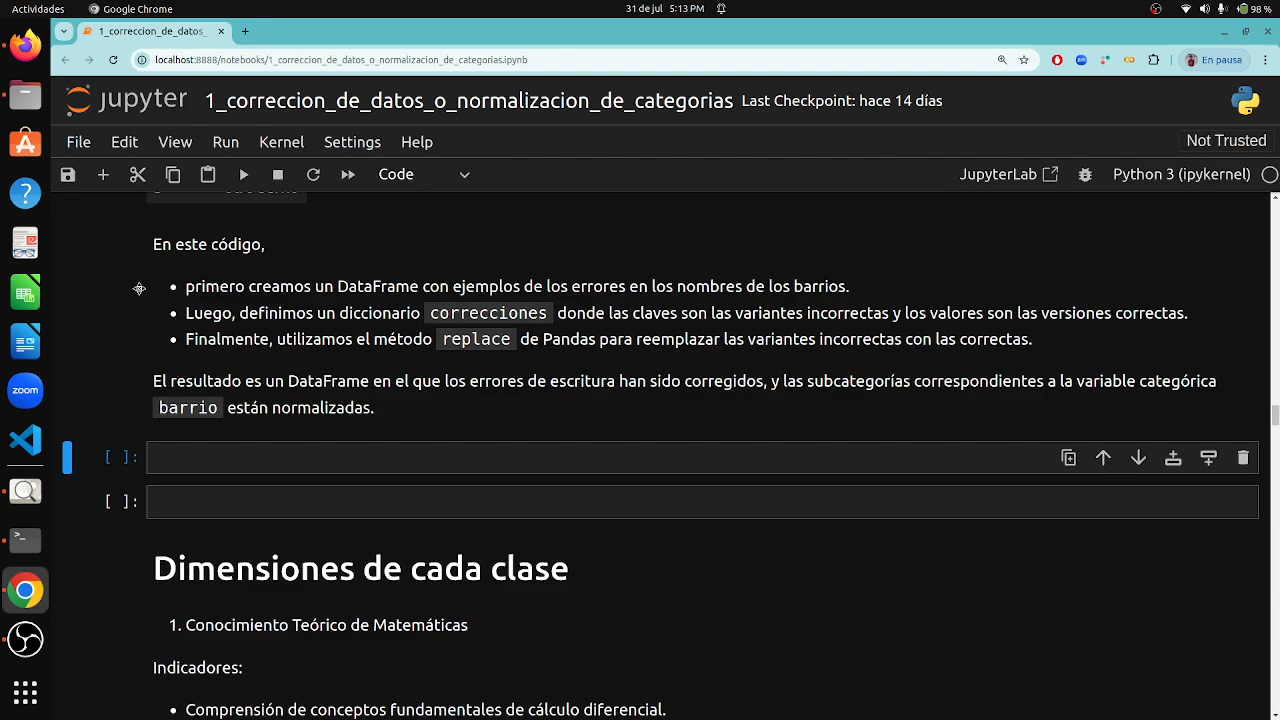 Actividades
Google Chrome
31 de jul 5:13 PM
98 %
1_correccion_de_datos_
localhost:8888/notebooks/1_correccion_de_datos_o_normalizacion_de_categorias.ipynb
En pausa
jupyter
1_correccion_de_datos_o_normalizacion_de_categorias
Last Checkpoint: hace 14 días
File Edit View Run Kernel Settings Help
Not Trusted
Code
JupyterLab
Python 3 (ipykernel)
En este código,
• primero creamos un DataFrame con ejemplos de los errores en los nombres de los barrios.
• Luego, definimos un diccionario correcciones donde las claves son las variantes incorrectas y los valores son las versiones correctas.
• Finalmente, utilizamos el método replace de Pandas para reemplazar las variantes incorrectas con las correctas.
El resultado es un DataFrame en el que los errores de escritura han sido corregidos, y las subcategorías correspondientes a la variable categórica
barrio están normalizadas.
[ ]:
[ ]:
Dimensiones de cada clase
1. Conocimiento Teórico de Matemáticas
Indicadores:
• Comprensión de conceptos fundamentales de cálculo diferencial.
zoom